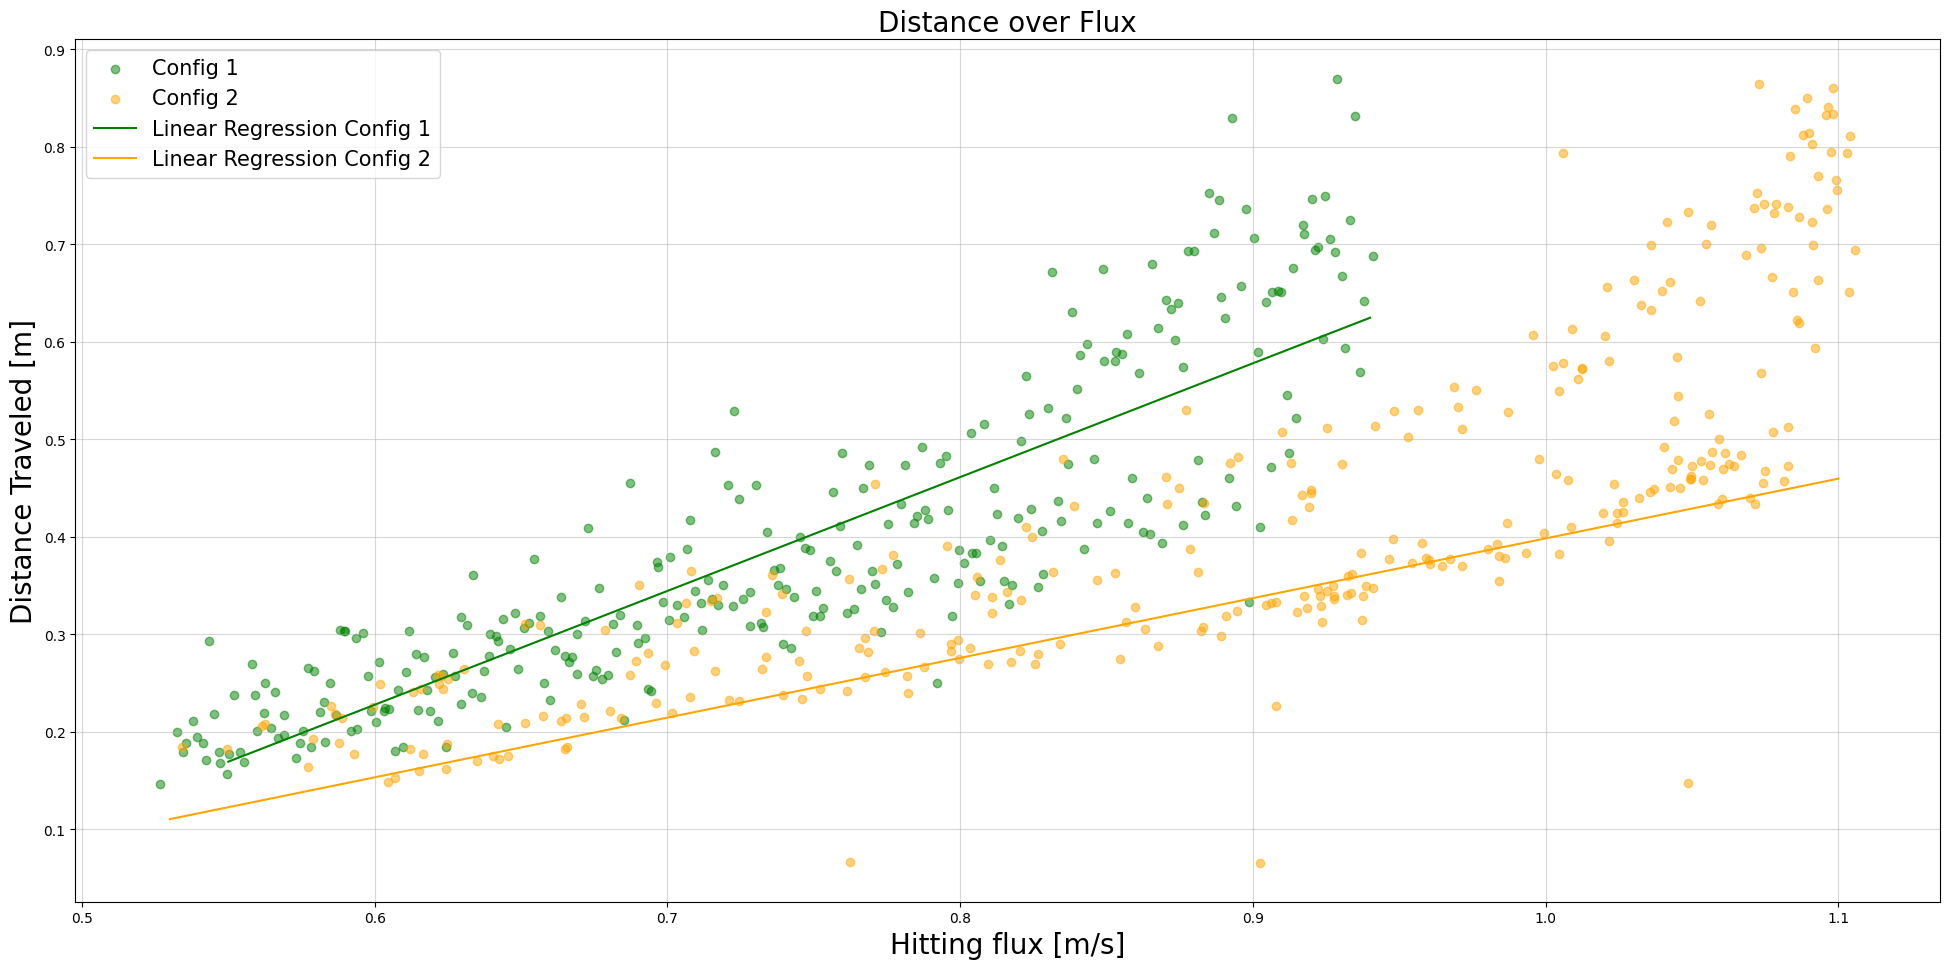 Distance over Flux
Config 1
Config 2
Linear Regression Config 1
Linear Regression Config 2
Distance Traveled [m]
0.9
0.8
0.7
0.6
0.5
0.4
0.3
0.2
0.1
0.5 0.6 0.7 0.8 0.9 1.0 1.1
Hitting flux [m/s]